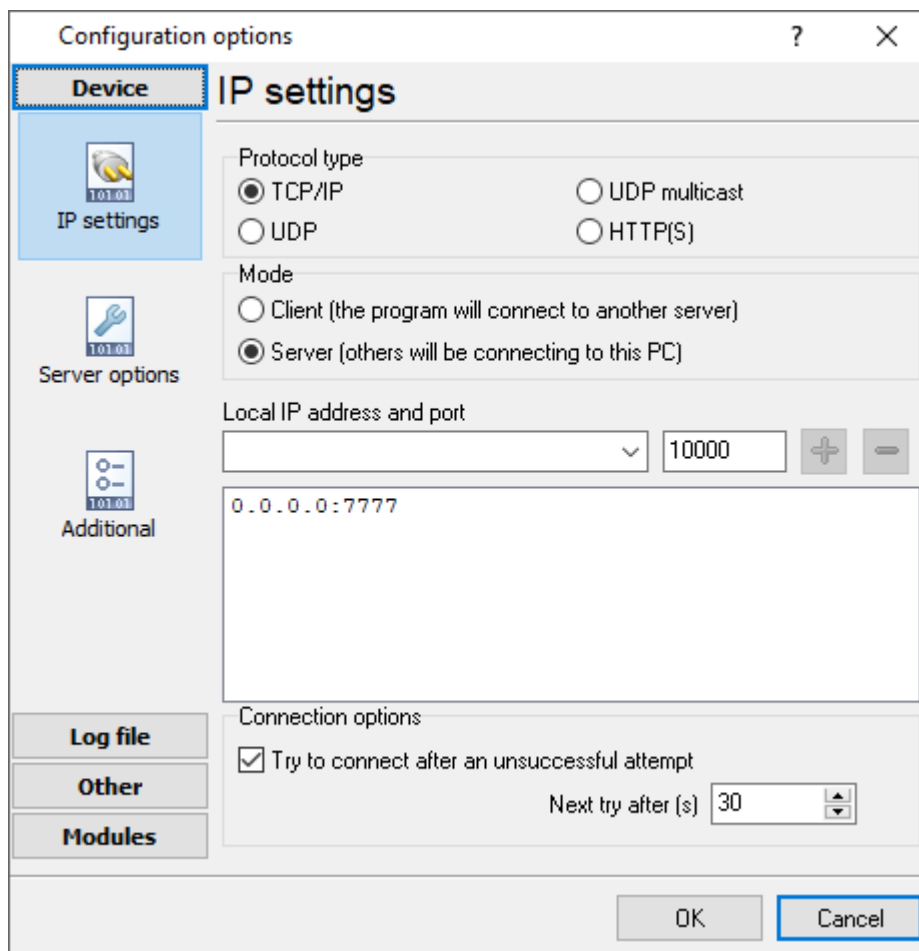 Configuration options
?
Device
IP settings
IP settings
Server options
Additional
Log file
Other
Modules
Protocol type
TCP/IP
UDP multicast
UDP
HTTP(S)
Mode
Client (the program will connect to another server)
Server (others will be connecting to this PC)
Local IP address and port
10000
0.0.0.0:7777
Connection options
Try to connect after an unsuccessful attempt
Next try after (s) 30
OK Cancel